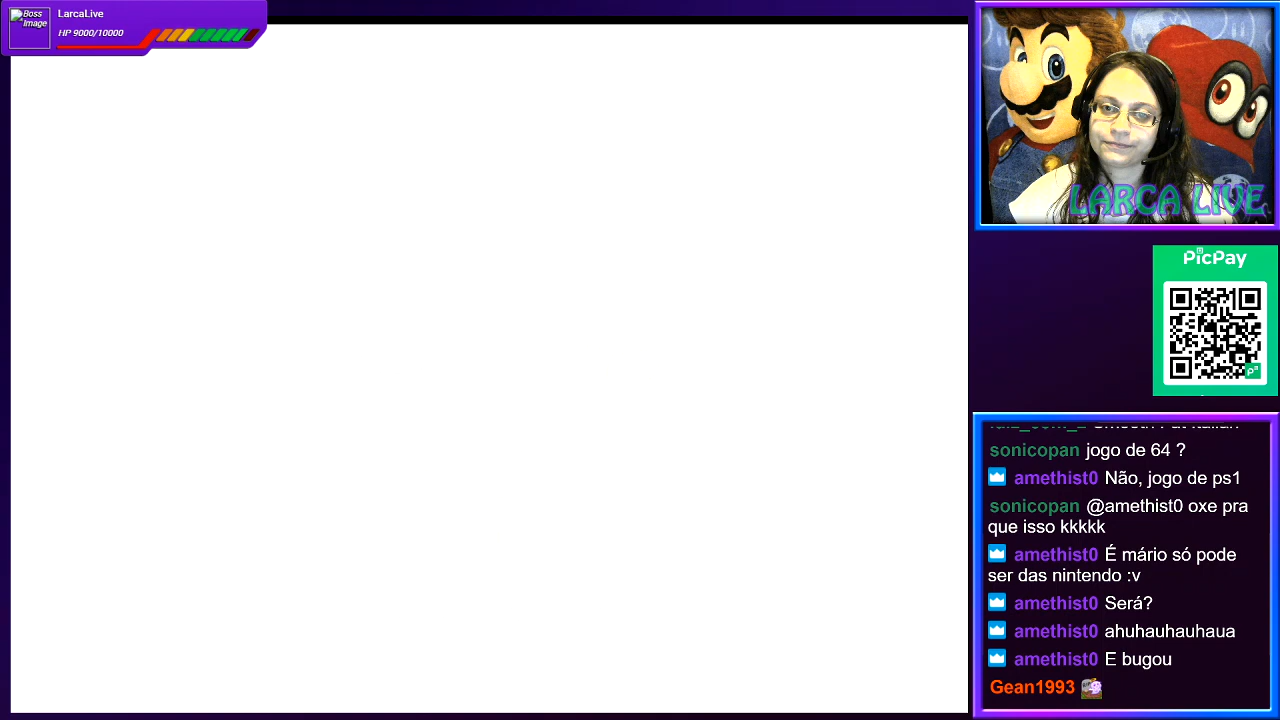 Boss
Image
LarcaLive
HP 9000/10000
LARCA LIVE
PicPay
sonicopan jogo de 64 ?
amethist0 Não, jogo de ps1
sonicopan @amethist0 oxe pra
que isso kkkkk
amethist0 É mário só pode
ser das nintendo :v
amethist0 Será?
amethist0 ahuhauhauhaua
amethist0 E bugou
Gean1993